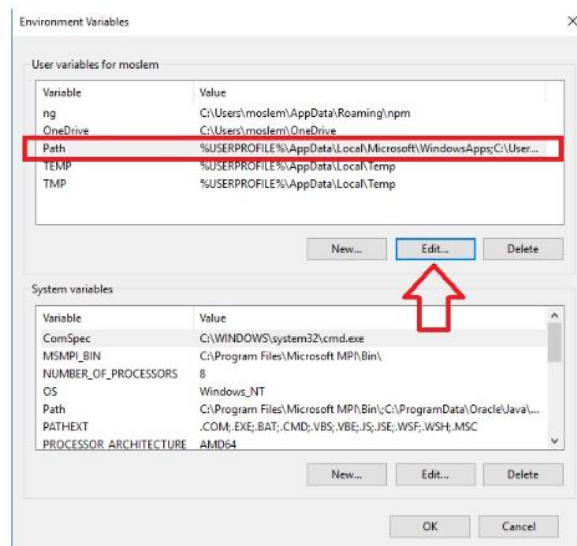 Environment Variables
User variables for moslem
Variable Value
ng C:\Users\moslem\AppData\Roaming\npm
OneDrive C:\Users\moslem\OneDrive
Path %USERPROFILE%\AppData\Local\Microsoft\WindowsApps;C:\User...
TEMP %USERPROFILE%\AppData\Local\Temp
TMP %USERPROFILE%\AppData\Local\Temp
New... Edit... Delete
System variables
Variable Value
ComSpec C:\WINDOWS\system32\cmd.exe
MSMPI_BIN C:\Program Files\Microsoft MPI\Bin\
NUMBER_OF_PROCESSORS 8
OS Windows_NT
Path C:\Program Files\Microsoft MPI\Bin\;C:\ProgramData\Oracle\Java\...
PATHEXT .COM;.EXE;.BAT;.CMD;.VBS;.VBE;.JS;.JSE;.WSF;.WSH;.MSC
PROCESSOR_ARCHITECTURE AMD64
New... Edit... Delete
OK Cancel